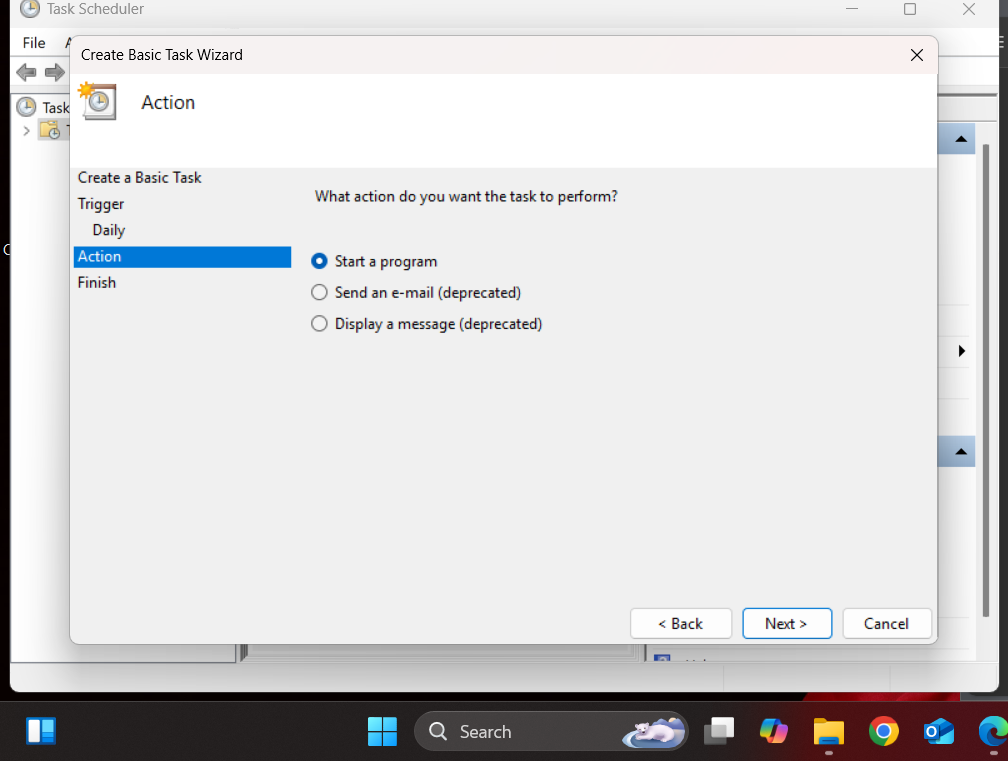 Task Scheduler
File
Create Basic Task Wizard
Action
Task
Create a Basic Task
Trigger
Daily
Action
Finish
What action do you want the task to perform?
Start a program
Send an e-mail (deprecated)
Display a message (deprecated)
< Back
Next >
Cancel
Search